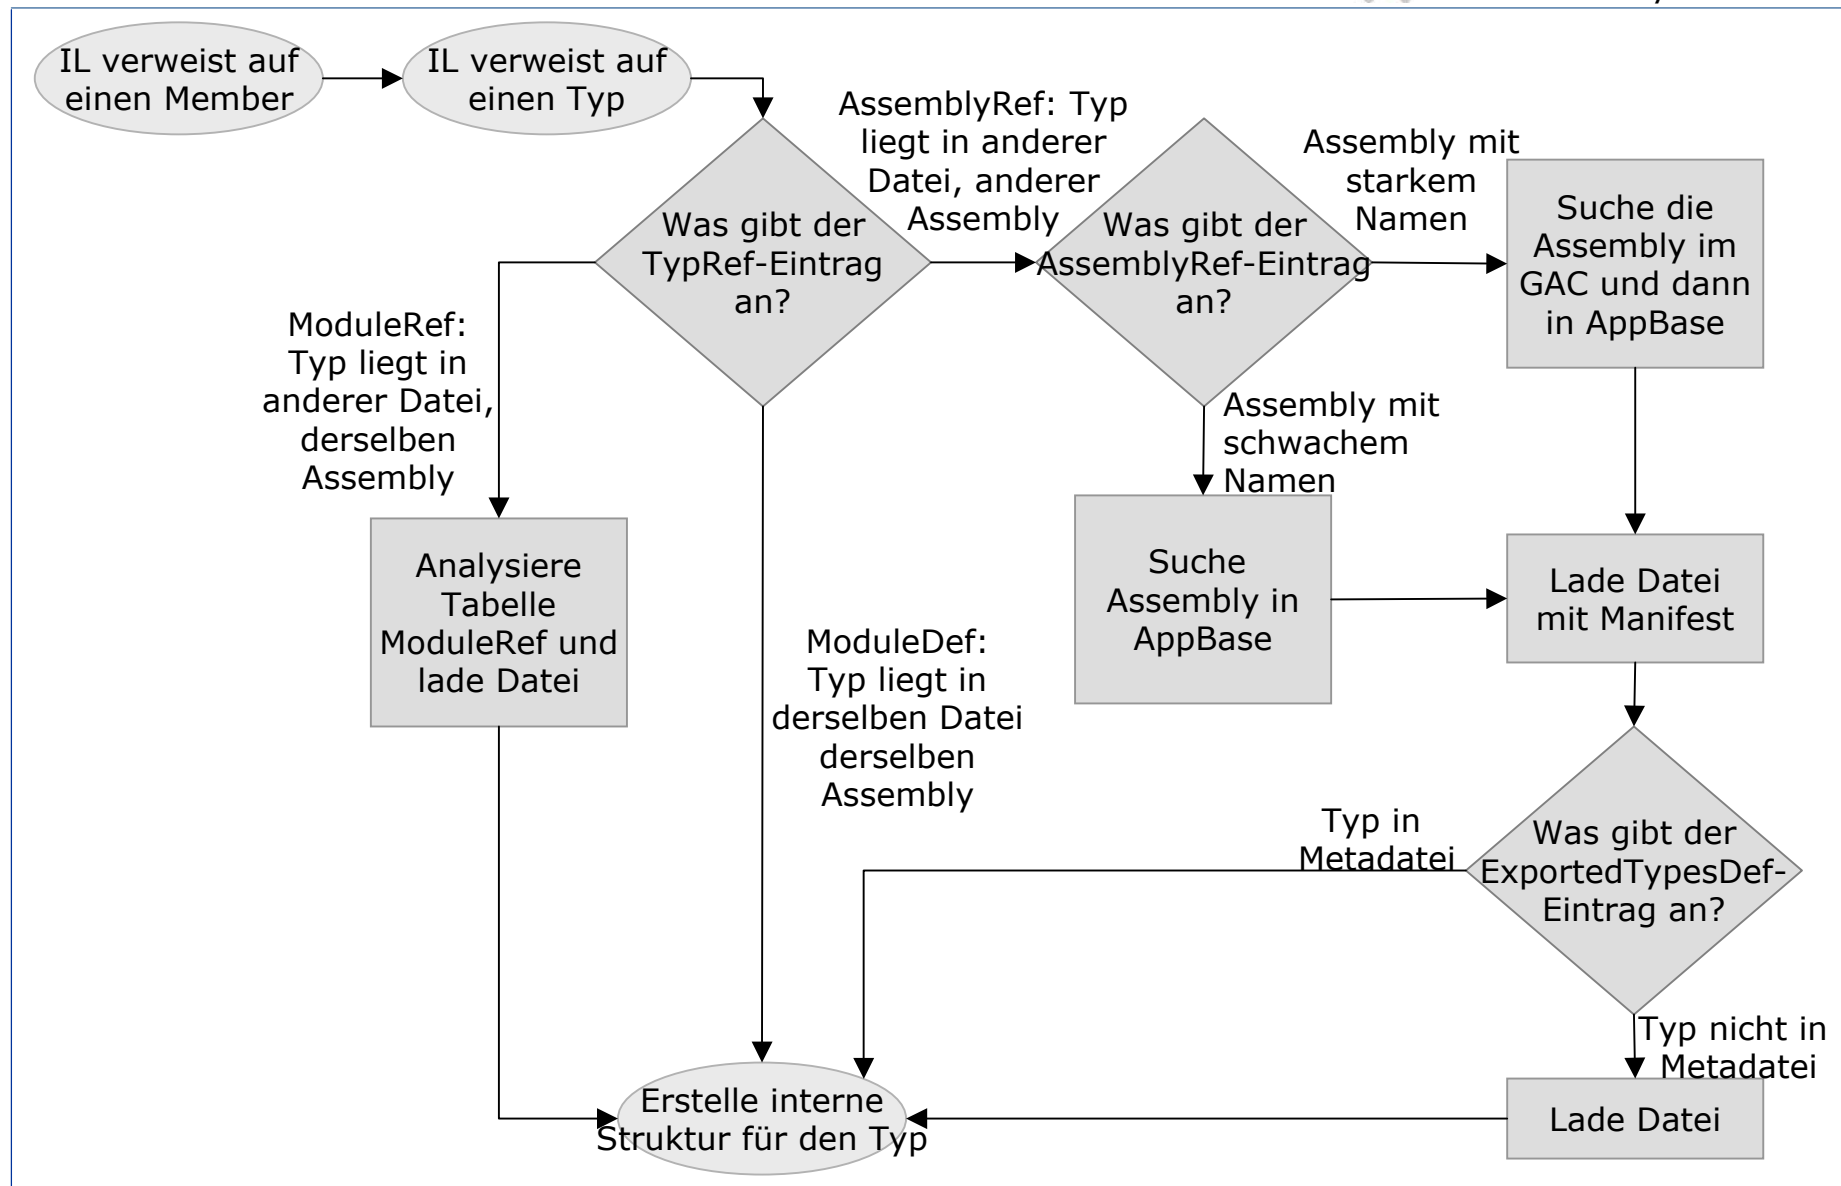 IL verweist auf
einen Member
IL verweist auf
einen Typ
AssemblyRef: Typ
liegt in anderer
Datei, anderer
Assembly
Assembly mit
starkem
Namen
Was gibt der
TypRef-Eintrag
an?
Was gibt der
AssemblyRef-Eintrag
an?
Suche die
Assembly im
GAC und dann
in AppBase
ModuleRef:
Typ liegt in
anderer Datei,
derselben
Assembly
Assembly mit
schwachem
Namen
Analysiere
Tabelle
ModuleRef und
lade Datei
Suche
Assembly in
AppBase
Lade Datei
mit Manifest
ModuleDef:
Typ liegt in
derselben Datei
derselben
Assembly
Typ in
Metadatei
Was gibt der
ExportedTypesDef-
Eintrag an?
Typ nicht in
Metadatei
Erstelle interne
Struktur für den Typ
Lade Datei